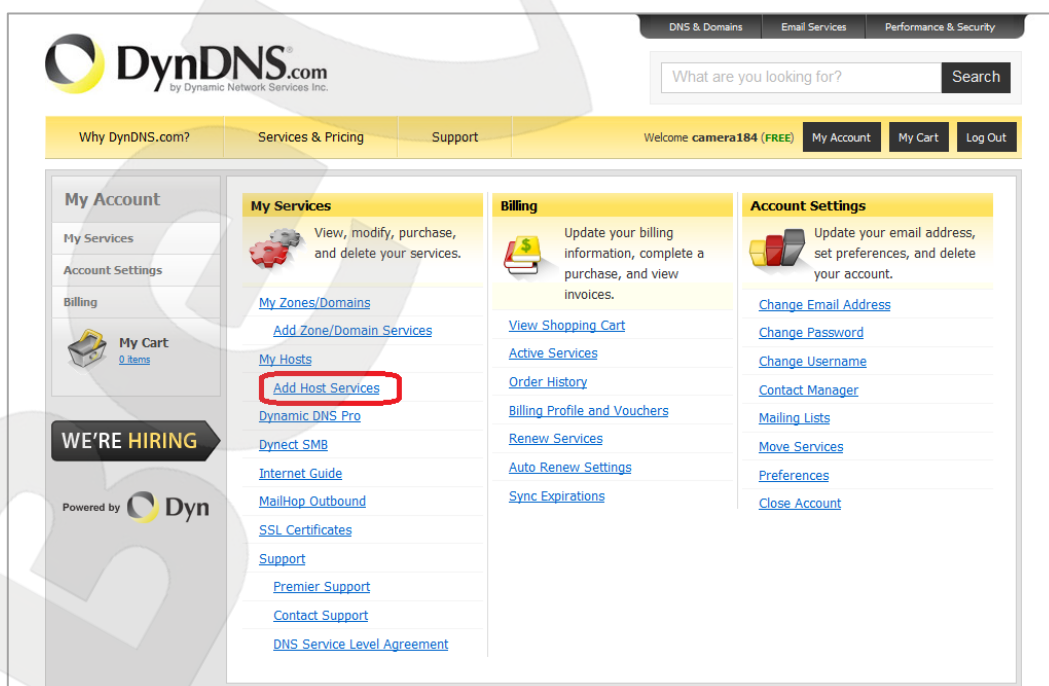 DNS & Domains
Email Services
Performance & Security
DynDNS.com
by Dynamic Network Services Inc.
What are you looking for?
Search
Why DynDNS.com?
Services & Pricing
Support
Welcome camera184 (FREE)
My Account
My Cart
Log Out
My Account
My Services
Account Settings
Billing
My Cart
0 items
WE'RE HIRING
Powered by Dyn
My Services
View, modify, purchase,
and delete your services.
My Zones/Domains
Add Zone/Domain Services
My Hosts
Add Host Services
Dynamic DNS Pro
Dynect SMB
Internet Guide
MailHop Outbound
SSL Certificates
Support
Premier Support
Contact Support
DNS Service Level Agreement
Billing
Update your billing
information, complete a
purchase, and view
invoices.
View Shopping Cart
Active Services
Order History
Billing Profile and Vouchers
Renew Services
Auto Renew Settings
Sync Expirations
Account Settings
Update your email address,
set preferences, and delete
your account.
Change Email Address
Change Password
Change Username
Contact Manager
Mailing Lists
Move Services
Preferences
Close Account